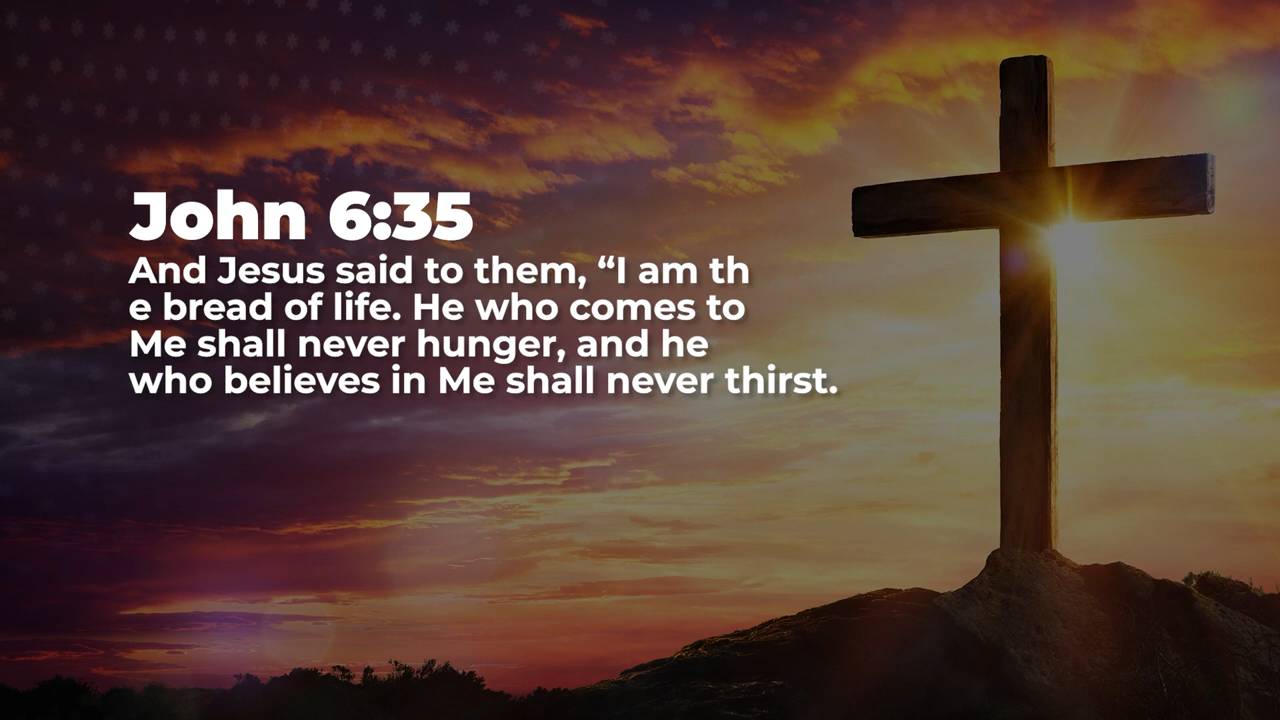 John 6:35
And Jesus said to them, “I am th
e bread of life. He who comes to
Me shall never hunger, and he
who believes in Me shall never thirst.